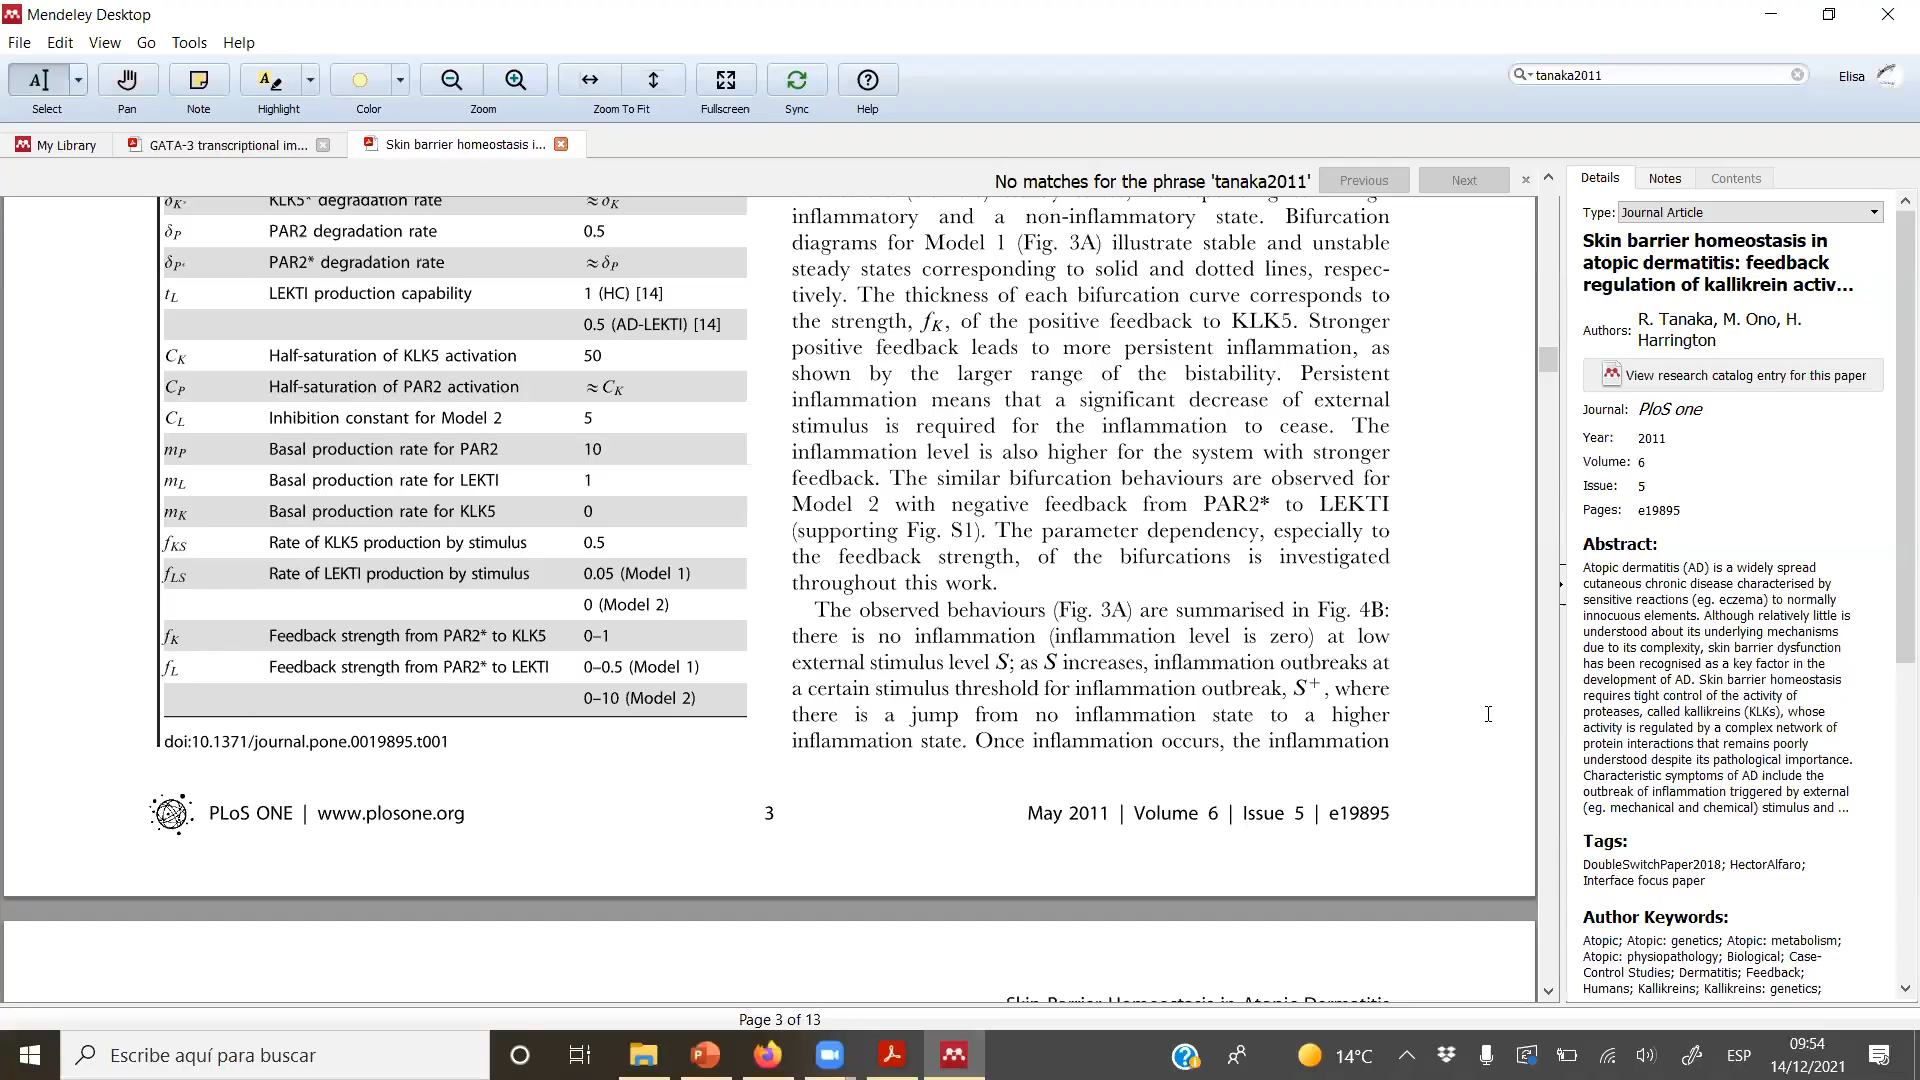 Mendeley Desktop
File Edit View Go Tools Help
Select Pan Note Highlight Color Zoom Zoom To Fit Fullscreen Sync Help
tanaka2011
Elisa
My Library
GATA-3 transcriptional im...
Skin barrier homeostasis i...
No matches for the phrase 'tanaka2011' Previous Next
δK* KLK5* degradation rate ≈δK
δP PAR2 degradation rate 0.5
δP* PAR2* degradation rate ≈δP
tL LEKTI production capability 1 (HC) [14]
0.5 (AD-LEKTI) [14]
CK Half-saturation of KLK5 activation 50
CP Half-saturation of PAR2 activation ≈CK
CL Inhibition constant for Model 2 5
mP Basal production rate for PAR2 10
mL Basal production rate for LEKTI 1
mK Basal production rate for KLK5 0
fKS Rate of KLK5 production by stimulus 0.5
fLS Rate of LEKTI production by stimulus 0.05 (Model 1)
0 (Model 2)
fK Feedback strength from PAR2* to KLK5 0–1
fL Feedback strength from PAR2* to LEKTI 0–0.5 (Model 1)
0–10 (Model 2)
doi:10.1371/journal.pone.0019895.t001
inflammatory and a non-inflammatory state. Bifurcation
diagrams for Model 1 (Fig. 3A) illustrate stable and unstable
steady states corresponding to solid and dotted lines, respec-
tively. The thickness of each bifurcation curve corresponds to
the strength, fK, of the positive feedback to KLK5. Stronger
positive feedback leads to more persistent inflammation, as
shown by the larger range of the bistability. Persistent
inflammation means that a significant decrease of external
stimulus is required for the inflammation to cease. The
inflammation level is also higher for the system with stronger
feedback. The similar bifurcation behaviours are observed for
Model 2 with negative feedback from PAR2* to LEKTI
(supporting Fig. S1). The parameter dependency, especially to
the feedback strength, of the bifurcations is investigated
throughout this work.
The observed behaviours (Fig. 3A) are summarised in Fig. 4B:
there is no inflammation (inflammation level is zero) at low
external stimulus level S; as S increases, inflammation outbreaks at
a certain stimulus threshold for inflammation outbreak, S+, where
there is a jump from no inflammation state to a higher
inflammation state. Once inflammation occurs, the inflammation
PLoS ONE | www.plosone.org 3 May 2011 | Volume 6 | Issue 5 | e19895
Skin Barrier Homeostasis in Atopic Dermatitis
Page 3 of 13
Details Notes Contents
Type: Journal Article
Skin barrier homeostasis in
atopic dermatitis: feedback
regulation of kallikrein activ...
Authors: R. Tanaka, M. Ono, H.
Harrington
View research catalog entry for this paper
Journal: PloS one
Year: 2011
Volume: 6
Issue: 5
Pages: e19895
Abstract:
Atopic dermatitis (AD) is a widely spread
cutaneous chronic disease characterised by
sensitive reactions (eg. eczema) to normally
innocuous elements. Although relatively little is
understood about its underlying mechanisms
due to its complexity, skin barrier dysfunction
has been recognised as a key factor in the
development of AD. Skin barrier homeostasis
requires tight control of the activity of
proteases, called kallikreins (KLKs), whose
activity is regulated by a complex network of
protein interactions that remains poorly
understood despite its pathological importance.
Characteristic symptoms of AD include the
outbreak of inflammation triggered by external
(eg. mechanical and chemical) stimulus and ...
Tags:
DoubleSwitchPaper2018; HectorAlfaro;
Interface focus paper
Author Keywords:
Atopic; Atopic: genetics; Atopic: metabolism;
Atopic: physiopathology; Biological; Case-
Control Studies; Dermatitis; Feedback;
Humans; Kallikreins; Kallikreins: genetics;
Escribe aquí para buscar
14°C
ESP
09:54
14/12/2021